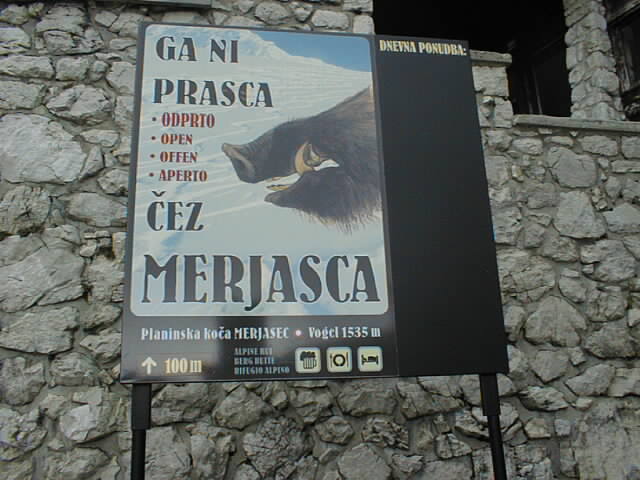 GA NI
PRASCA
• ODPRTO
• OPEN
• OFFEN
• APERTO
ČEZ
MERJASCA
Planinska koča MERJASEC • Vogel 1535 m
↑ 100 m
ALPINE HUT
BERG HUTTE
RIFUGIO ALPINO
DNEVNA PONUDBA: